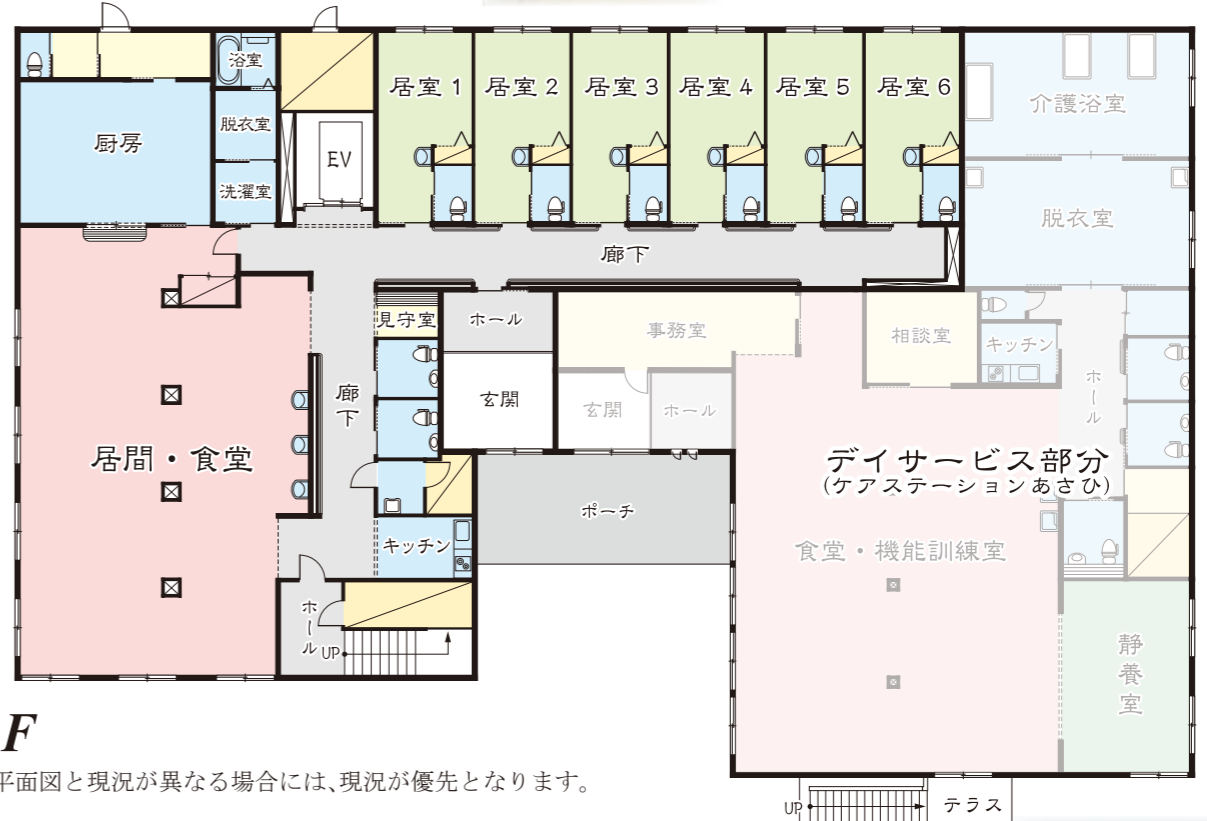 浴室
居室 1
居室 2
居室 3
居室 4
居室 5
居室 6
介護浴室
厨房
脱衣室
EV
洗濯室
脱衣室
廊下
見守室
ホール
事務室
相談室
キッチン
廊下
玄関
玄関
ホール
ホール
居間・食堂
デイサービス部分
(ケアステーションあさひ)
ポーチ
キッチン
食堂・機能訓練室
ホール
UP
静養室
F
平面図と現況が異なる場合には、現況が優先となります。
UP
テラス